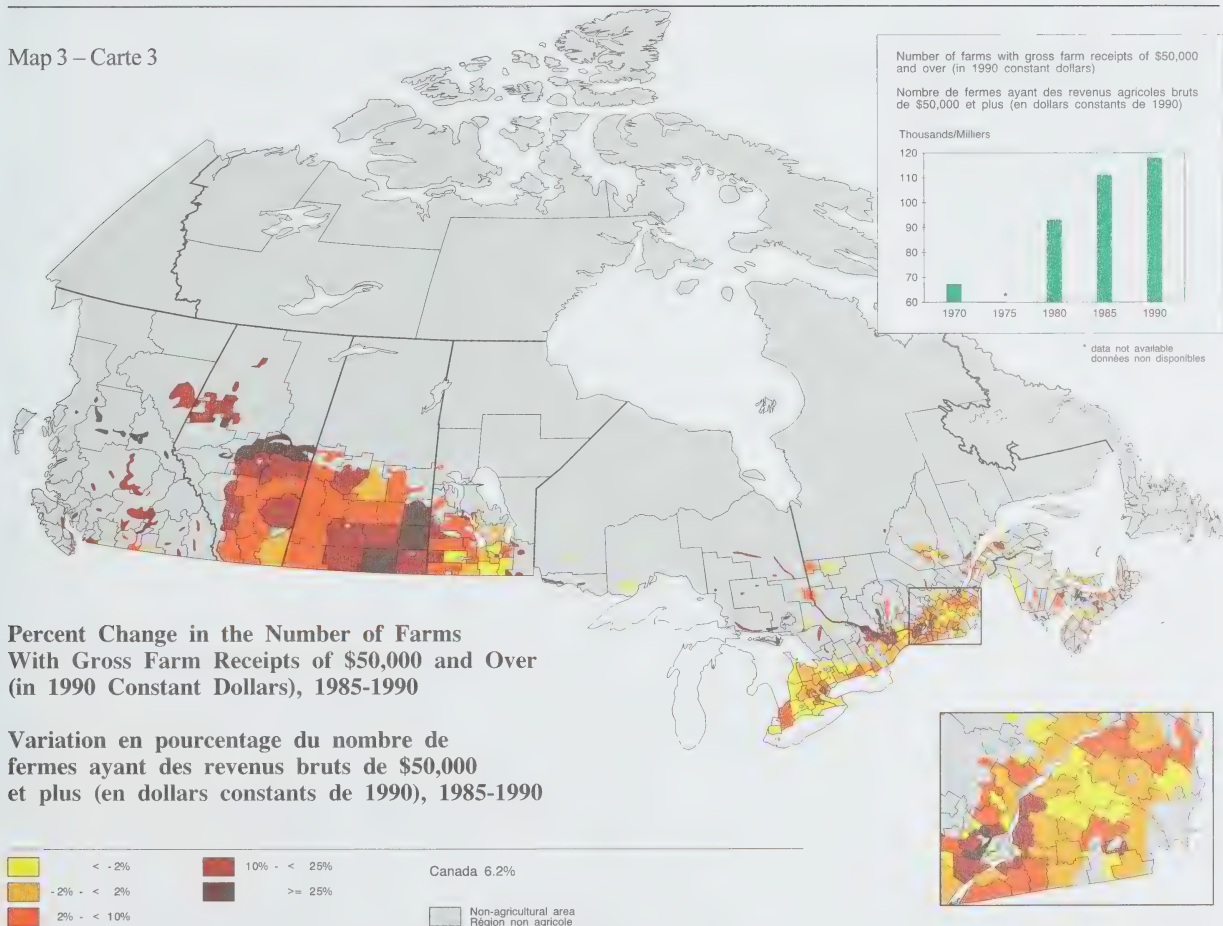 Map 3 – Carte 3
Number of farms with gross farm receipts of $50,000
and over (in 1990 constant dollars)
Nombre de fermes ayant des revenus agricoles bruts
de $50,000 et plus (en dollars constants de 1990)
Thousands/Milliers
120
110
100
90
80
70
60
1970
1975
*
1980
1985
1990
* data not available
données non disponibles
Percent Change in the Number of Farms
With Gross Farm Receipts of $50,000 and Over
(in 1990 Constant Dollars), 1985-1990
Variation en pourcentage du nombre de
fermes ayant des revenus bruts de $50,000
et plus (en dollars constants de 1990), 1985-1990
< -2%
-2% - < 2%
2% - < 10%
10% - < 25%
>= 25%
Canada 6.2%
Non-agricultural area
Région non agricole